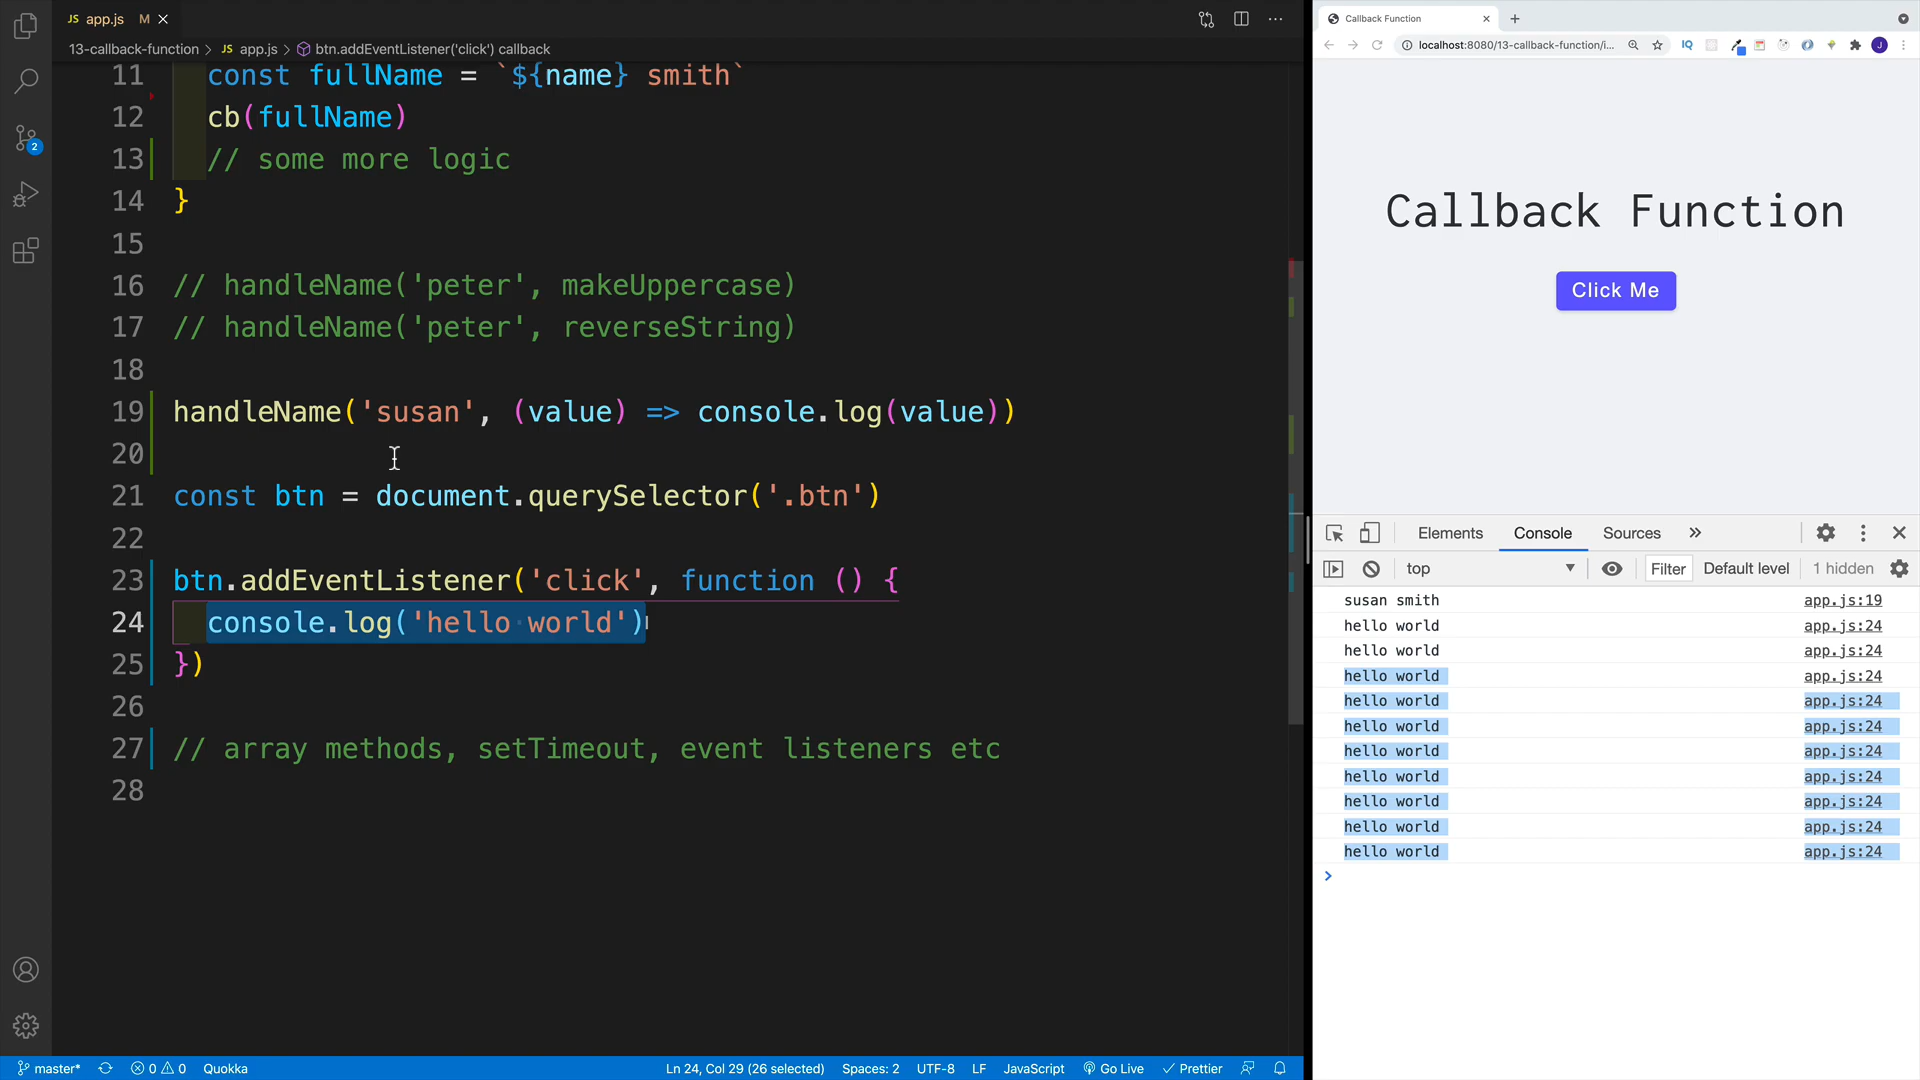 JS app.js M
13-callback-function > JS app.js > btn.addEventListener('click') callback
11 const fullName = `${name} smith`
12 cb(fullName)
13 // some more logic
14 }
15
16 // handleName('peter', makeUppercase)
17 // handleName('peter', reverseString)
18
19 handleName('susan', (value) => console.log(value))
20
21 const btn = document.querySelector('.btn')
22
23 btn.addEventListener('click', function () {
24 console.log('hello world')
25 })
26
27 // array methods, setTimeout, event listeners etc
28
2
master* 0 0 Quokka Ln 24, Col 29 (26 selected) Spaces: 2 UTF-8 LF JavaScript Go Live Prettier
Callback Function
localhost:8080/13-callback-function/i... IQ J
Callback Function
Click Me
Elements Console Sources »
top Filter Default level 1 hidden
susan smith app.js:19
hello world app.js:24
hello world app.js:24
hello world app.js:24
hello world app.js:24
hello world app.js:24
hello world app.js:24
hello world app.js:24
hello world app.js:24
hello world app.js:24
hello world app.js:24
>